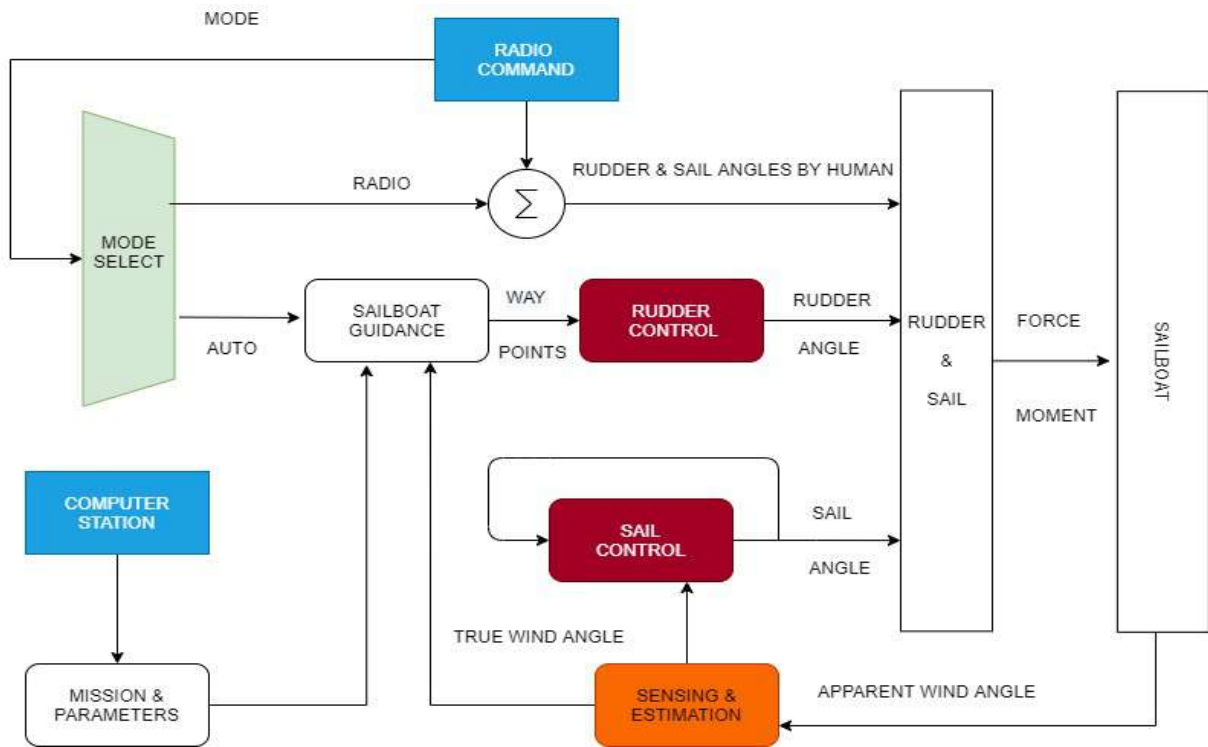 MODE
RADIO
COMMAND
RADIO
RUDDER & SAIL ANGLES BY HUMAN
Σ
MODE
SELECT
SAILBOAT
GUIDANCE
WAY
POINTS
RUDDER
CONTROL
RUDDER
ANGLE
AUTO
RUDDER
&
SAIL
FORCE
MOMENT
SAILBOAT
COMPUTER
STATION
SAIL
CONTROL
SAIL
ANGLE
TRUE WIND ANGLE
MISSION &
PARAMETERS
SENSING &
ESTIMATION
APPARENT WIND ANGLE